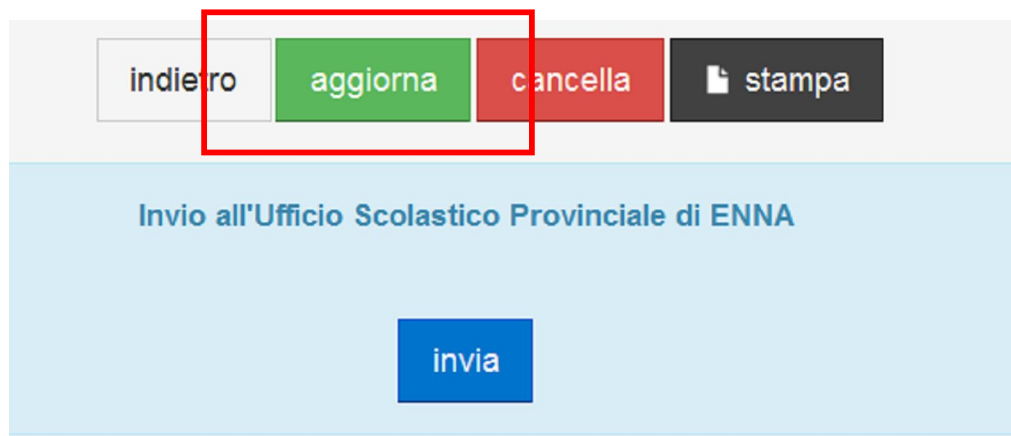 indietro aggiorna cancella stampa
Invio all'Ufficio Scolastico Provinciale di ENNA
invia